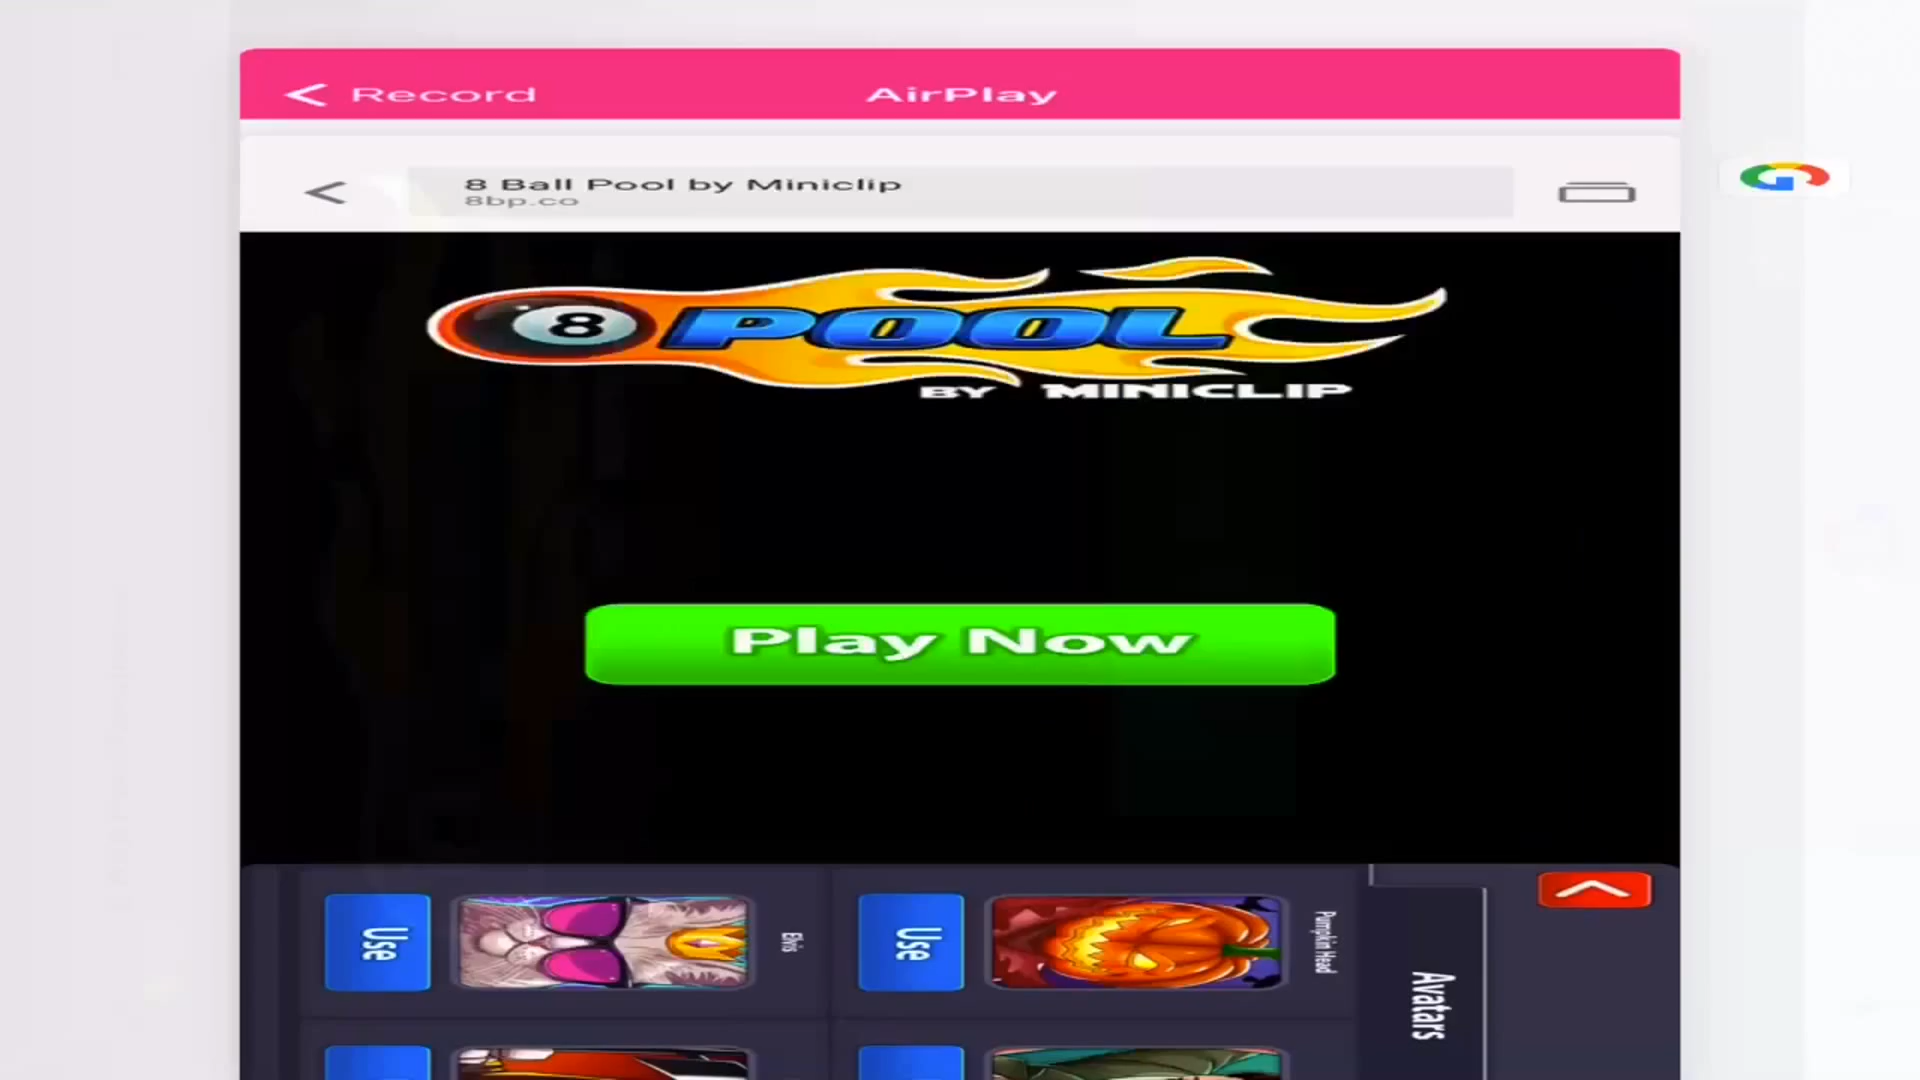 Record
AirPlay
8 Ball Pool by Miniclip
8bp.co
8 POOL
BY MINICLIP
Play Now
Use
Elvis
Use
Pumpkin Head
Avatars